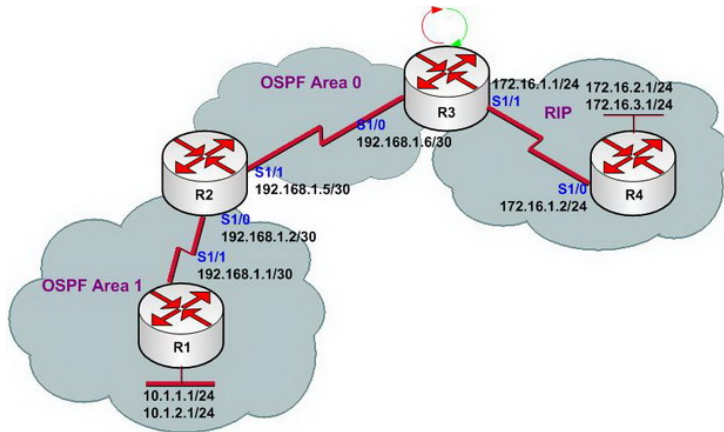 OSPF Area 0
R3
172.16.1.1/24
S1/1
172.16.2.1/24
172.16.3.1/24
RIP
S1/0
192.168.1.6/30
R4
S1/0
172.16.1.2/24
R2
S1/1
192.168.1.5/30
S1/0
192.168.1.2/30
S1/1
192.168.1.1/30
OSPF Area 1
R1
10.1.1.1/24
10.1.2.1/24